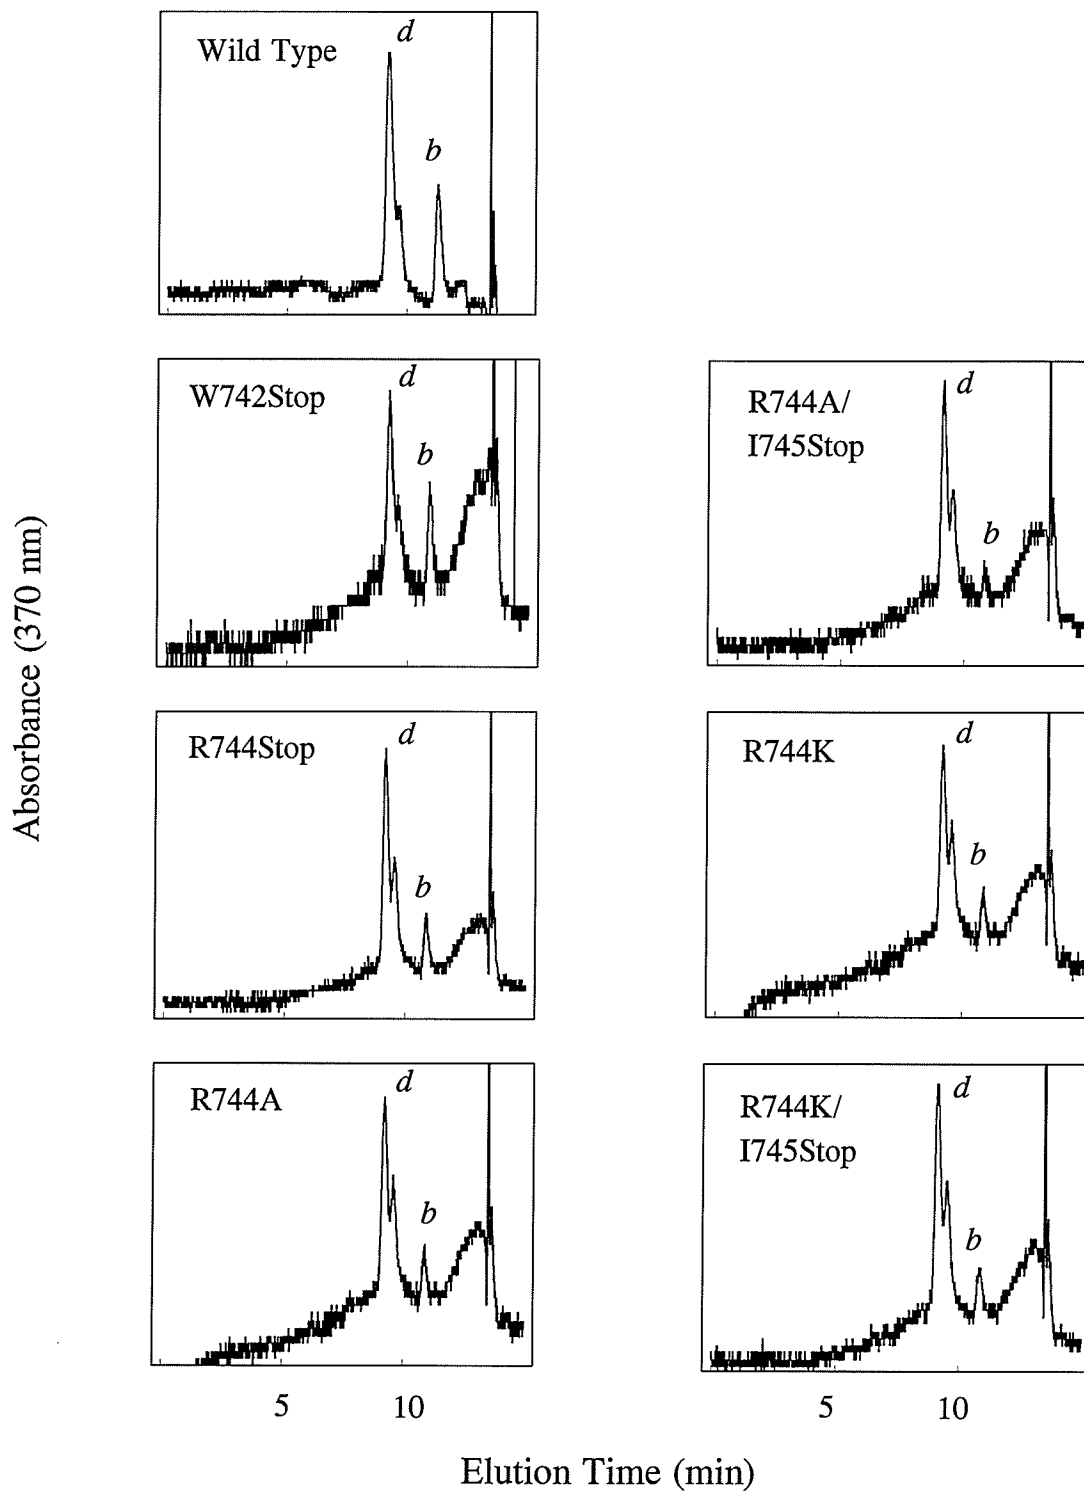 Wild Type
d
b
W742Stop
d
b
R744A/
I745Stop
d
b
R744Stop
d
b
R744K
d
b
R744A
d
b
R744K/
I745Stop
d
b
5
10
5
10
Absorbance (370 nm)
Elution Time (min)